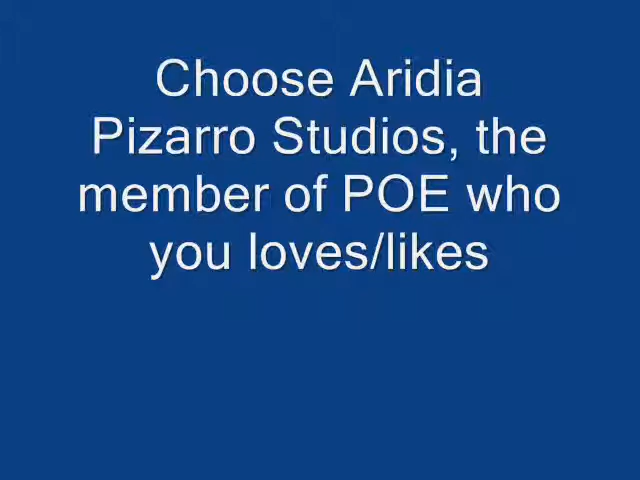 Choose Aridia
Pizarro Studios, the
member of POE who
you loves/likes